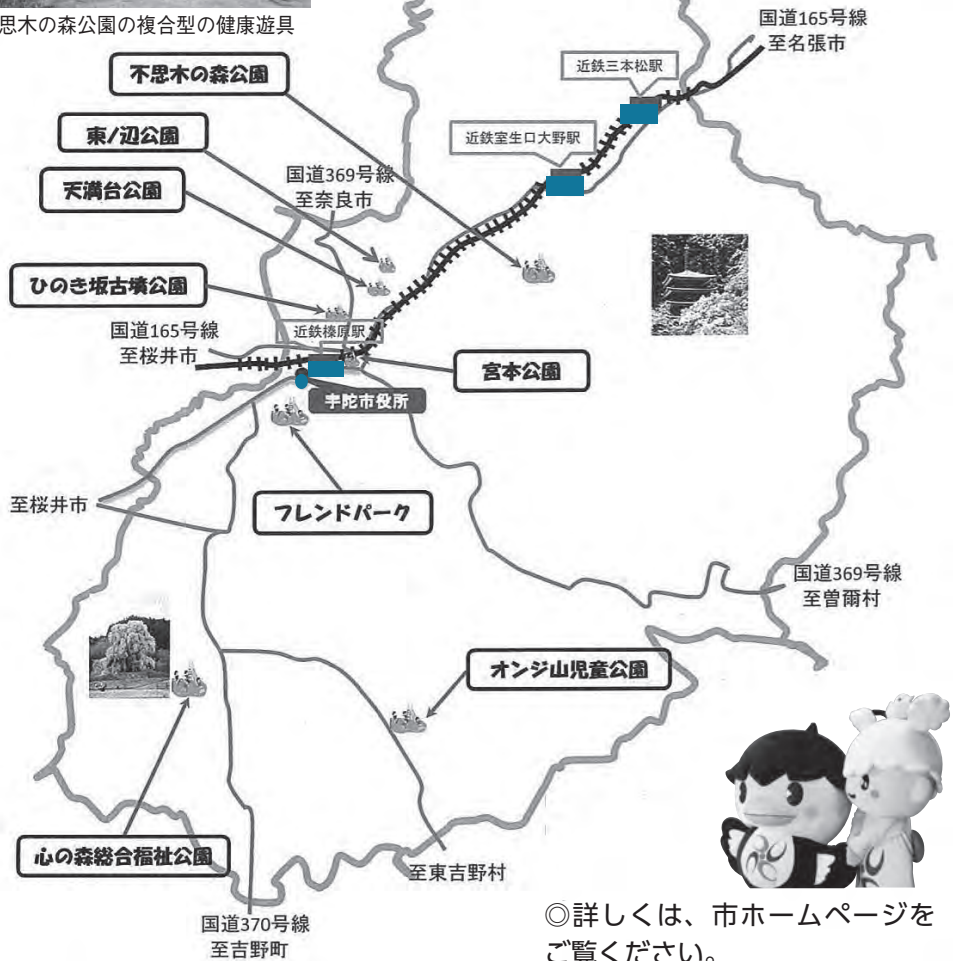 思木の森公園の複合型の健康遊具
国道165号線
至名張市
不思木の森公園
近鉄三本松駅
東ノ辺公園
近鉄室生口大野駅
国道369号線
至奈良市
天満台公園
ひのき坂古墳公園
国道165号線
至桜井市
近鉄榛原駅
宮本公園
宇陀市役所
至桜井市
フレンドパーク
国道369号線
至曽爾村
オンジ山児童公園
心の森総合福祉公園
至東吉野村
国道370号線
至吉野町
◎詳しくは、市ホームページを
ご覧ください。